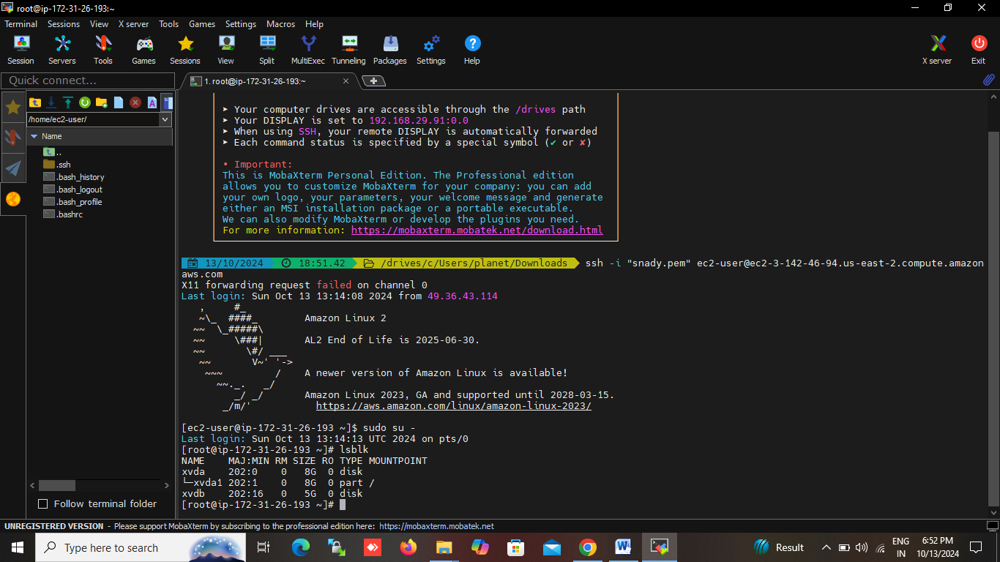 root@ip-172-31-26-193:~
Terminal Sessions View X server Tools Games Settings Macros Help
Session Servers Tools Games Sessions View Split MultiExec Tunneling Packages Settings Help X server Exit
Quick connect...
1. root@ip-172-31-26-193:~
/home/ec2-user/
Name
..
.ssh
.bash_history
.bash_logout
.bash_profile
.bashrc
Follow terminal folder
➤ Your computer drives are accessible through the /drives path
➤ Your DISPLAY is set to 192.168.29.91:0.0
➤ When using SSH, your remote DISPLAY is automatically forwarded
➤ Each command status is specified by a special symbol (✔ or ✘)
• Important:
This is MobaXterm Personal Edition. The Professional edition
allows you to customize MobaXterm for your company: you can add
your own logo, your parameters, your welcome message and generate
either an MSI installation package or a portable executable.
We can also modify MobaXterm or develop the plugins you need.
For more information: https://mobaxterm.mobatek.net/download.html
13/10/2024 18:51.42 /drives/c/Users/planet/Downloads ssh -i "snady.pem" ec2-user@ec2-3-142-46-94.us-east-2.compute.amazon
aws.com
X11 forwarding request failed on channel 0
Last login: Sun Oct 13 13:14:08 2024 from 49.36.43.114
   ,     #_
   ~\_  ####_        Amazon Linux 2
  ~~  \_#####\
  ~~     \###|       AL2 End of Life is 2025-06-30.
  ~~       \#/ ___
   ~~       V~' '->
    ~~~         /    A newer version of Amazon Linux is available!
      ~~._.   _/
         _/ _/       Amazon Linux 2023, GA and supported until 2028-03-15.
       _/m/'           https://aws.amazon.com/linux/amazon-linux-2023/
[ec2-user@ip-172-31-26-193 ~]$ sudo su -
Last login: Sun Oct 13 13:14:13 UTC 2024 on pts/0
[root@ip-172-31-26-193 ~]# lsblk
NAME    MAJ:MIN RM SIZE RO TYPE MOUNTPOINT
xvda    202:0    0   8G  0 disk
└─xvda1 202:1    0   8G  0 part /
xvdb    202:16   0   5G  0 disk
[root@ip-172-31-26-193 ~]#
UNREGISTERED VERSION - Please support MobaXterm by subscribing to the professional edition here: https://mobaxterm.mobatek.net
Type here to search
Result
ENG
IN
6:52 PM
10/13/2024